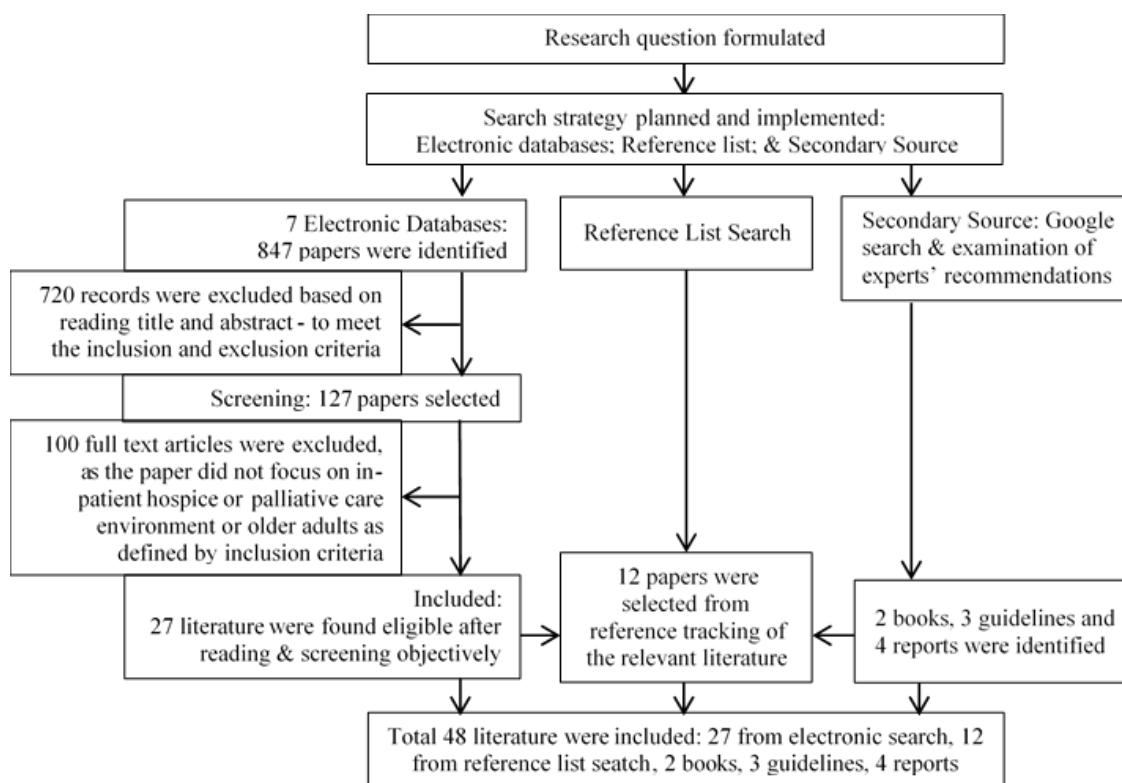 Research question formulated
Search strategy planned and implemented:
Electronic databases; Reference list; & Secondary Source
7 Electronic Databases:
847 papers were identified
Reference List Search
Secondary Source: Google
search & examination of
experts’ recommendations
720 records were excluded based on
reading title and abstract - to meet
the inclusion and exclusion criteria
Screening: 127 papers selected
100 full text articles were excluded,
as the paper did not focus on in-
patient hospice or palliative care
environment or older adults as
defined by inclusion criteria
Included:
27 literature were found eligible after
reading & screening objectively
12 papers were
selected from
reference tracking of
the relevant literature
2 books, 3 guidelines and
4 reports were identified
Total 48 literature were included: 27 from electronic search, 12
from reference list seatch, 2 books, 3 guidelines, 4 reports